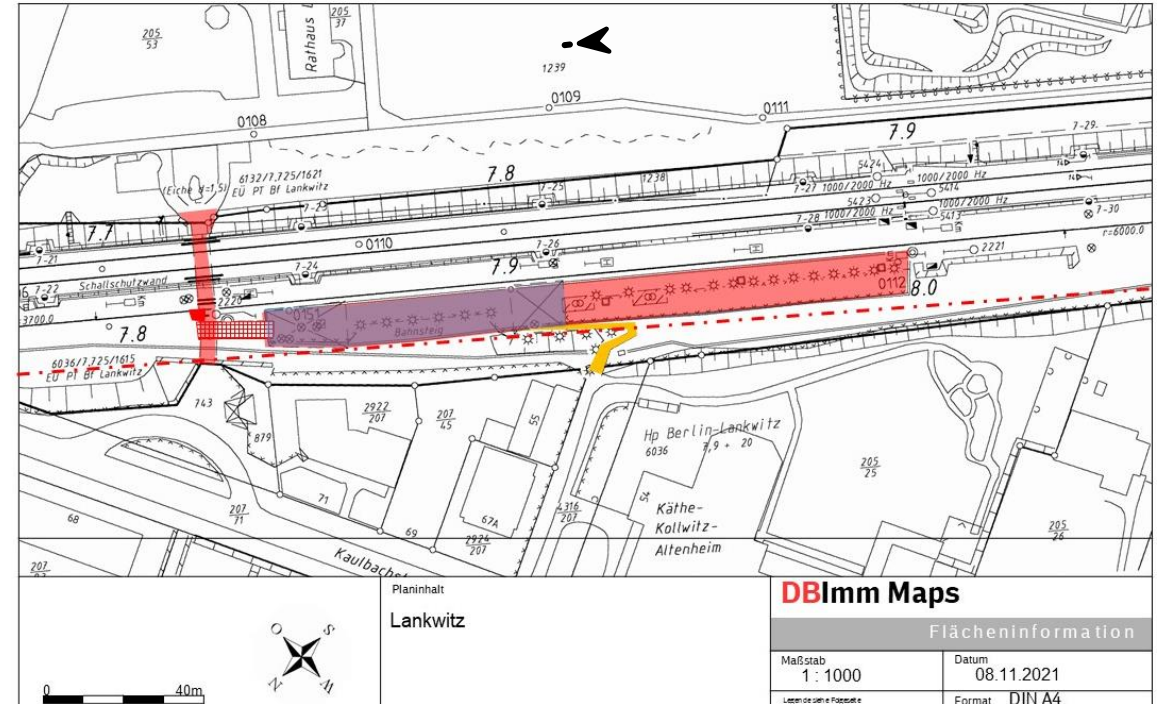 205
53
Rathaus L
205
37
1239
0108
0109
0111
7.9
7-29
6132/7.725/1621
(Eiche d=1,5)
EÜ PT Bf Lankwitz
7.8
7-25
1238
5424
1000/2000 Hz
7-27
1000/2000 Hz
5414
5423
1000/2000 Hz
1000/2000 Hz
5413
7-28
7-30
7-23
7.7
7-21
0110
7-26
7.9
7-24
r=6000.0
2221
Schallschutzwand
7-22
2220
3700.0
7.8
0151
Bahnsteig
0112
8.0
6036/7.725/1615
EÜ PT Bf Lankwitz
743
879
2922
207
207
45
55
Hp Berlin-Lankwitz
6036
7,9 + 20
205
25
71
207
71
68
69
67A
2924
207
4316
207
54
Käthe-
Kollwitz-
Altenheim
205
26
Kaulbachst
207
Planinhalt
Lankwitz
DBImm Maps
Flächeninformation
Maßstab
1 : 1000
Datum
08.11.2021
Legende siehe Folgeseite
Format DIN A4
O
S
N
W
0
40m